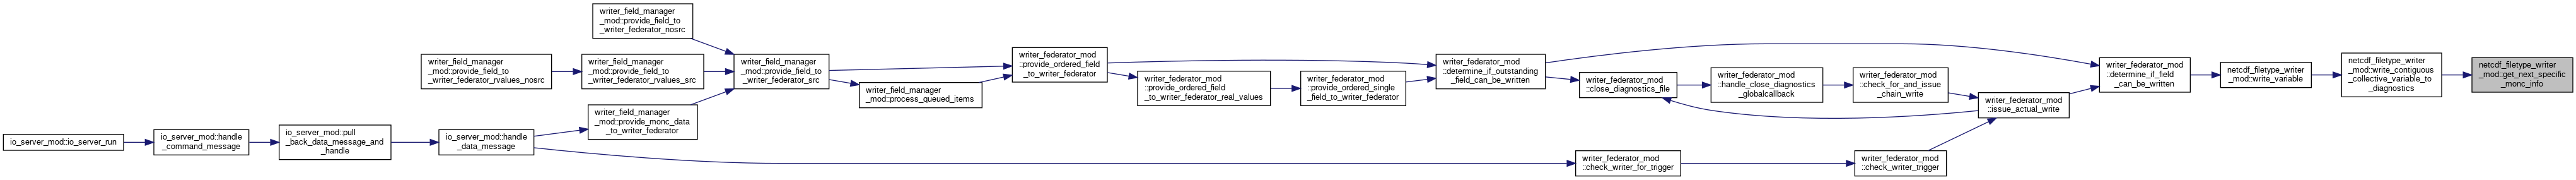 writer_field_manager
_mod::provide_field_to
_writer_federator_nosrc
writer_field_manager
_mod::provide_field_to
_writer_federator_rvalues_nosrc
writer_field_manager
_mod::provide_field_to
_writer_federator_rvalues_src
writer_field_manager
_mod::provide_field_to
_writer_federator_src
writer_field_manager
_mod::process_queued_items
writer_field_manager
_mod::provide_monc_data
_to_writer_federator
io_server_mod::io_server_run
io_server_mod::handle
_command_message
io_server_mod::pull
_back_data_message_and
_handle
io_server_mod::handle
_data_message
writer_federator_mod
::provide_ordered_field
_to_writer_federator
writer_federator_mod
::provide_ordered_field
_to_writer_federator_real_values
writer_federator_mod
::provide_ordered_single
_field_to_writer_federator
writer_federator_mod
::determine_if_outstanding
_field_can_be_written
writer_federator_mod
::close_diagnostics_file
writer_federator_mod
::handle_close_diagnostics
_globalcallback
writer_federator_mod
::check_for_and_issue
_chain_write
writer_federator_mod
::issue_actual_write
writer_federator_mod
::check_writer_for_trigger
writer_federator_mod
::check_writer_trigger
writer_federator_mod
::determine_if_field
_can_be_written
netcdf_filetype_writer
_mod::write_variable
netcdf_filetype_writer
_mod::write_contiguous
_collective_variable_to
_diagnostics
netcdf_filetype_writer
_mod::get_next_specific
_monc_info